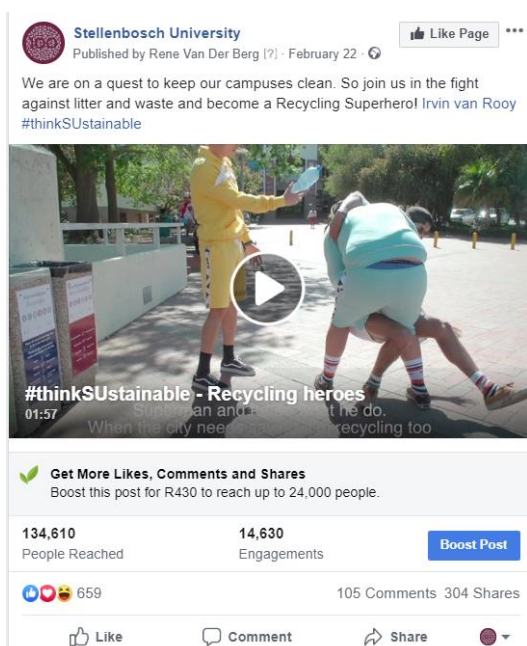 Stellenbosch University
Like Page
Published by Rene Van Der Berg [?] · February 22 ·
We are on a quest to keep our campuses clean. So join us in the fight
against litter and waste and become a Recycling Superhero! Irvin van Rooy
#thinkSUstainable
#thinkSUstainable - Recycling heroes
01:57
Superman and he do.
When the city needs recycling too
Get More Likes, Comments and Shares
Boost this post for R430 to reach up to 24,000 people.
134,610
14,630
People Reached
Engagements
Boost Post
659
105 Comments 304 Shares
Like
Comment
Share